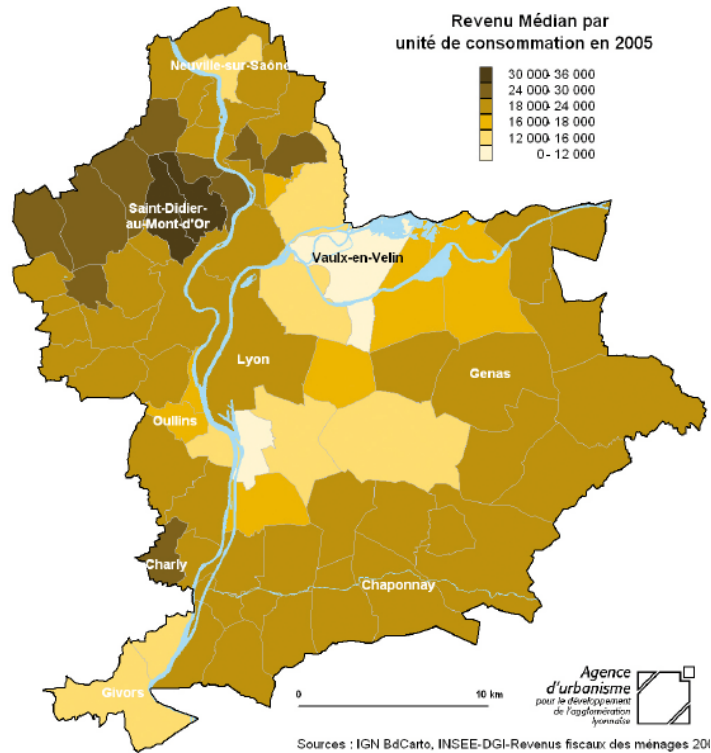 Revenu Médian par
unité de consommation en 2005
30 000- 36 000
24 000- 30 000
18 000- 24 000
16 000- 18 000
12 000- 16 000
0- 12 000
Neuville-sur-Saône
Saint-Didier-
au-Mont-d'Or
Vaulx-en-Velin
Lyon
Genas
Oullins
Charly
Chaponnay
Givors
0 10 km
Agence
d'urbanisme
pour le développement
de l'agglomération
lyonnaise
Sources : IGN BdCarto, INSEE-DGI-Revenus fiscaux des ménages